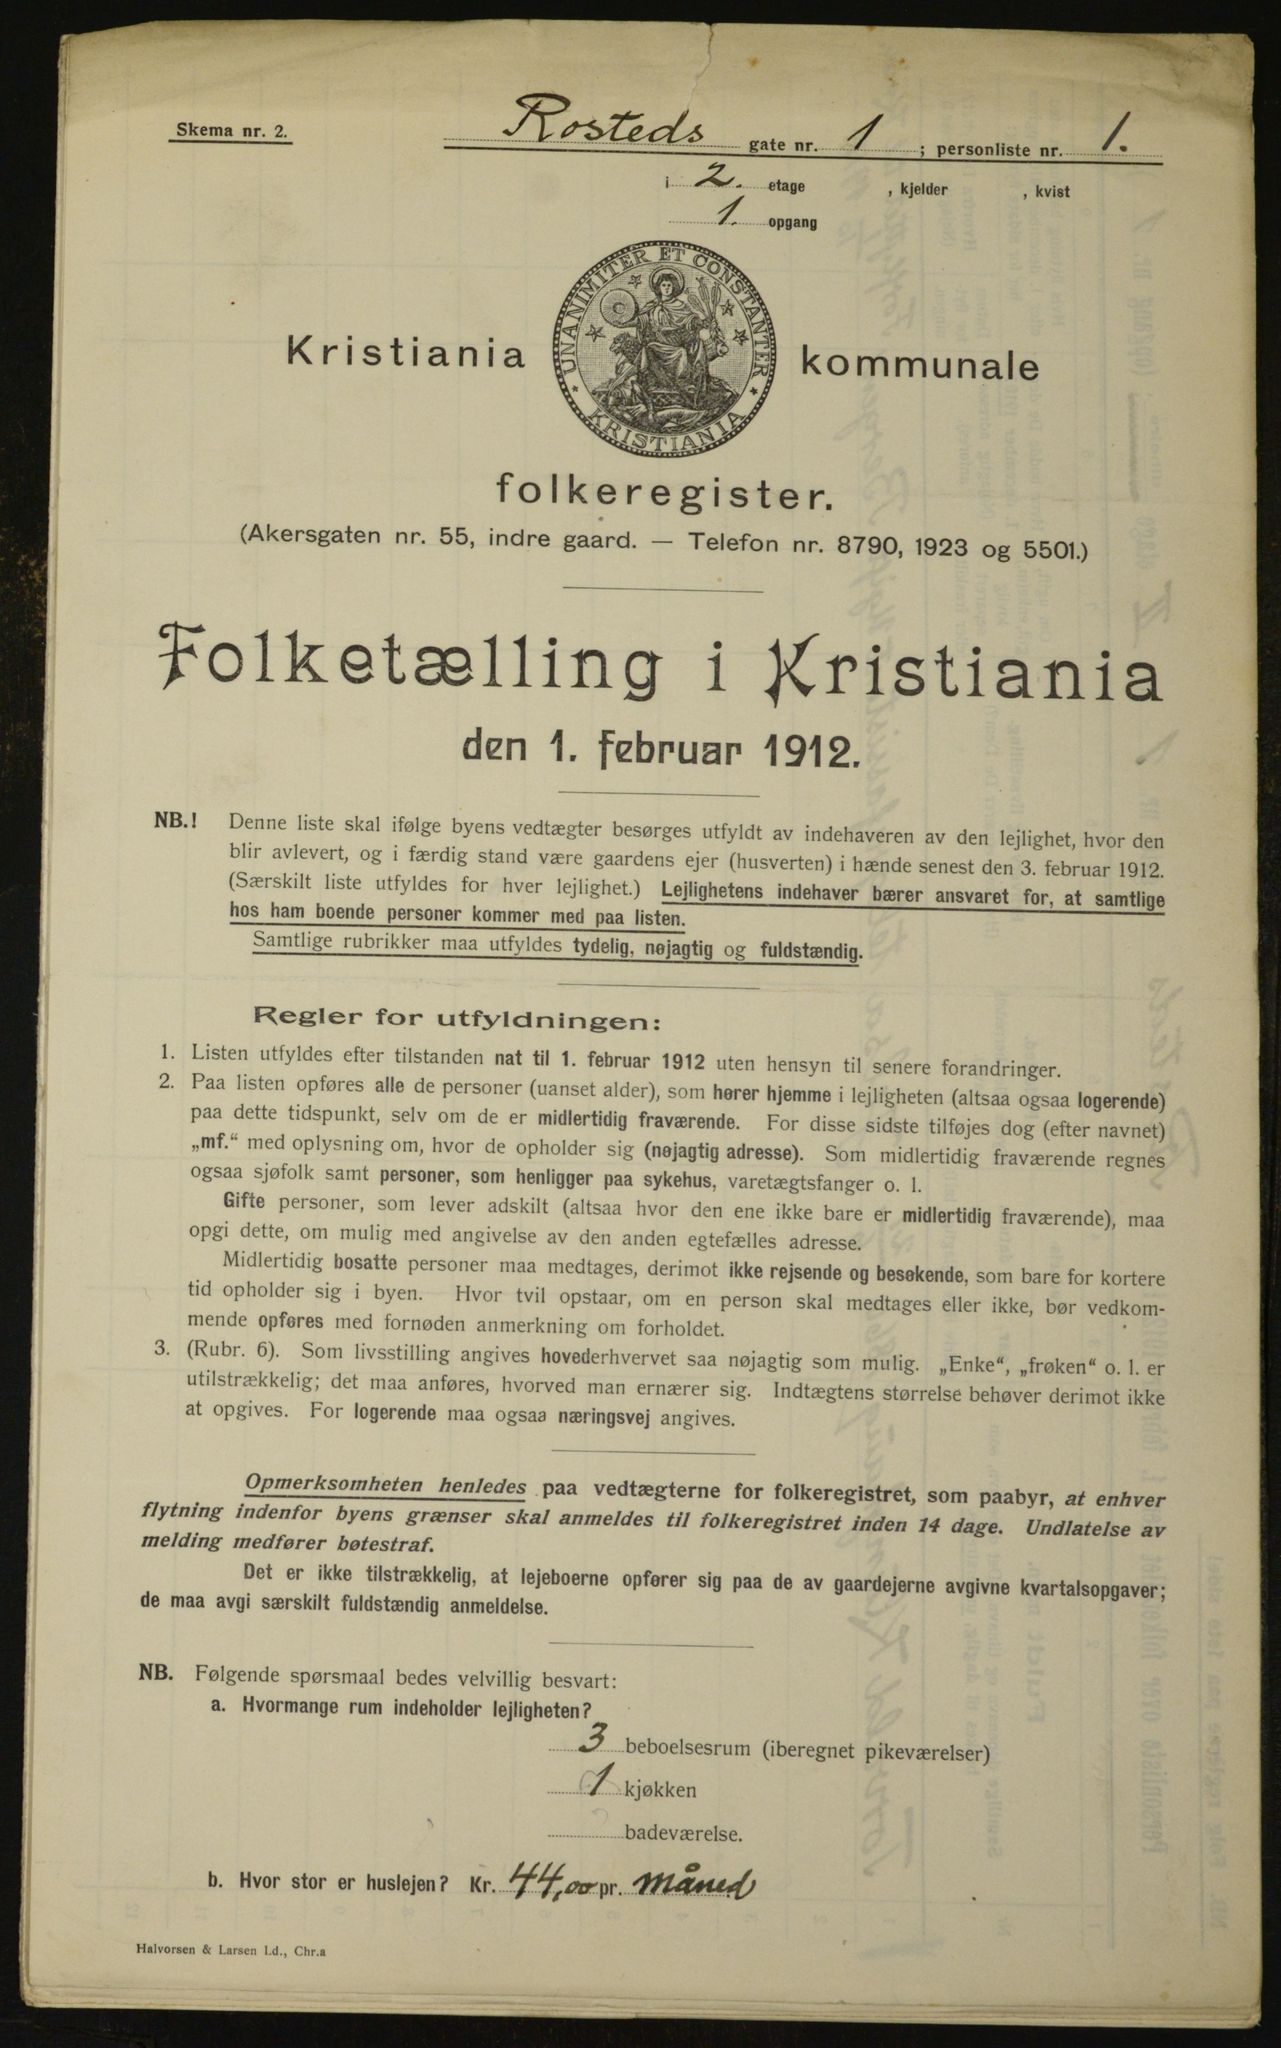 Skema nr. 2.
Rosteds gate nr. 1 ; personliste nr. 1.
i 2. etage , kjelder , kvist
1. opgang
UNANIMITER ET CONSTANTER
KRISTIANIA
Kristiania kommunale
folkeregister.
(Akersgaten nr. 55, indre gaard. — Telefon nr. 8790, 1923 og 5501.)
Folketælling i Kristiania
den 1. februar 1912.
NB.! Denne liste skal ifølge byens vedtægter besørges utfyldt av indehaveren av den lejlighet, hvor den
blir avlevert, og i færdig stand være gaardens ejer (husverten) i hænde senest den 3. februar 1912.
(Særskilt liste utfyldes for hver lejlighet.) Lejlighetens indehaver bærer ansvaret for, at samtlige
hos ham boende personer kommer med paa listen.
Samtlige rubrikker maa utfyldes tydelig, nøjagtig og fuldstændig.
Regler for utfyldningen:
1. Listen utfyldes efter tilstanden nat til 1. februar 1912 uten hensyn til senere forandringer.
2. Paa listen opføres alle de personer (uanset alder), som hører hjemme i lejligheten (altsaa ogsaa logerende)
paa dette tidspunkt, selv om de er midlertidig fraværende. For disse sidste tilføjes dog (efter navnet)
„mf.“ med oplysning om, hvor de opholder sig (nøjagtig adresse). Som midlertidig fraværende regnes
ogsaa sjøfolk samt personer, som henligger paa sykehus, varetægtsfanger o. l.
Gifte personer, som lever adskilt (altsaa hvor den ene ikke bare er midlertidig fraværende), maa
opgi dette, om mulig med angivelse av den anden egtefælles adresse.
Midlertidig bosatte personer maa medtages, derimot ikke rejsende og besøkende, som bare for kortere
tid opholder sig i byen. Hvor tvil opstaar, om en person skal medtages eller ikke, bør vedkom-
mende opføres med fornøden anmerkning om forholdet.
3. (Rubr. 6). Som livsstilling angives hovederhvervet saa nøjagtig som mulig. „Enke“, „frøken“ o. l. er
utilstrækkelig; det maa anføres, hvorved man ernærer sig. Indtægtens størrelse behøver derimot ikke
at opgives. For logerende maa ogsaa næringsvej angives.
Opmerksomheten henledes paa vedtægterne for folkeregistret, som paabyr, at enhver
flytning indenfor byens grænser skal anmeldes til folkeregistret inden 14 dage. Undlatelse av
melding medfører bøtestraf.
Det er ikke tilstrækkelig, at lejeboerne opfører sig paa de av gaardejerne avgivne kvartalsopgaver;
de maa avgi særskilt fuldstændig anmeldelse.
NB. Følgende spørsmaal bedes velvillig besvart:
a. Hvormange rum indeholder lejligheten?
3 beboelsesrum (iberegnet pikeværelser)
1 kjøkken
badeværelse.
b. Hvor stor er huslejen? Kr. 44,00 pr. Måned
Halvorsen & Larsen Ld., Chr.a